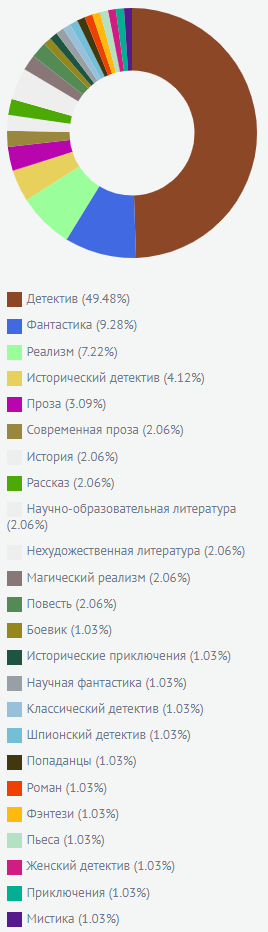 Детектив (49.48%)
Фантастика (9.28%)
Реализм (7.22%)
Исторический детектив (4.12%)
Проза (3.09%)
Современная проза (2.06%)
История (2.06%)
Рассказ (2.06%)
Научно-образовательная литература
(2.06%)
Нехудожественная литература (2.06%)
Магический реализм (2.06%)
Повесть (2.06%)
Боевик (1.03%)
Исторические приключения (1.03%)
Научная фантастика (1.03%)
Классический детектив (1.03%)
Шпионский детектив (1.03%)
Попаданцы (1.03%)
Роман (1.03%)
Фэнтези (1.03%)
Пьеса (1.03%)
Женский детектив (1.03%)
Приключения (1.03%)
Мистика (1.03%)